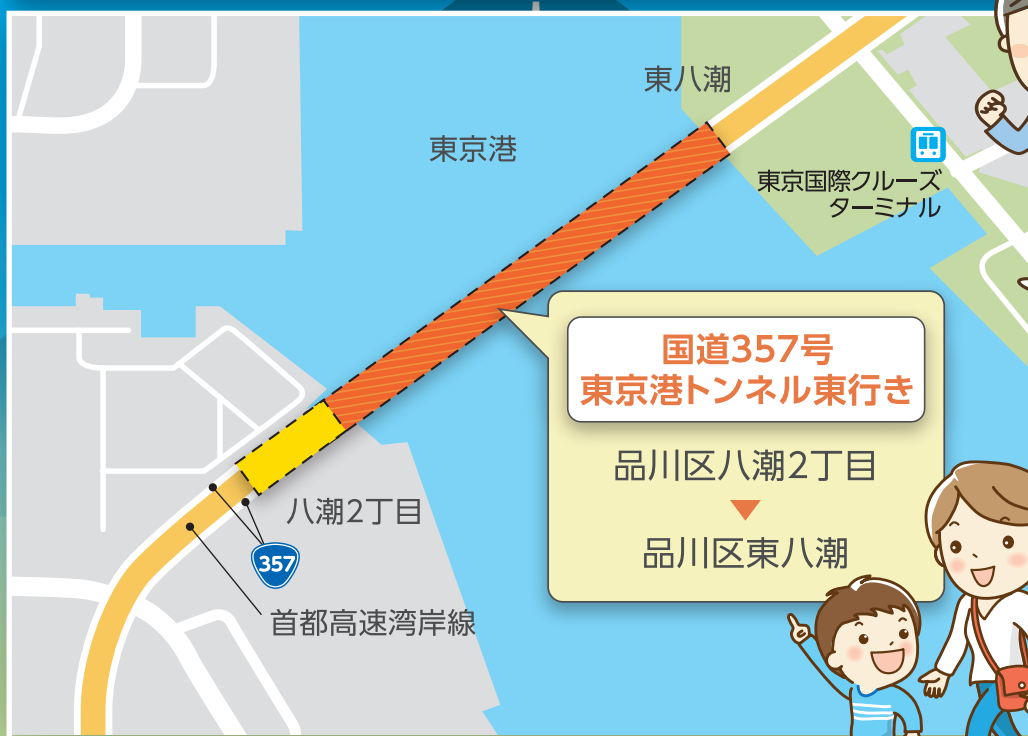 東八潮
東京港
東京国際クルーズ
ターミナル
国道357号
東京港トンネル東行き
品川区八潮2丁目
品川区東八潮
八潮2丁目
357
首都高速湾岸線